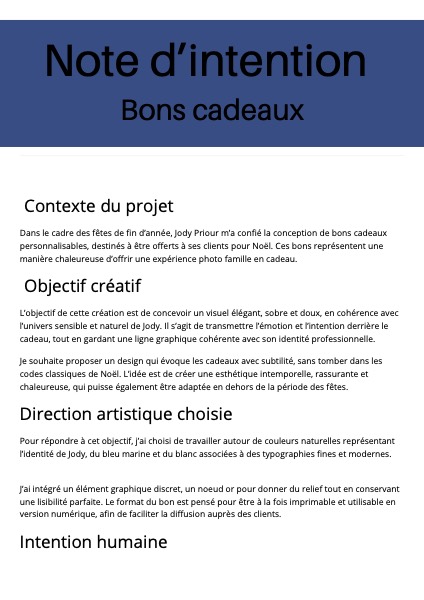 Note d’intention
Bons cadeaux
Contexte du projet
Dans le cadre des fêtes de fin d’année, Jody Priour m’a confié la conception de bons cadeaux
personnalisables, destinés à être offerts à ses clients pour Noël. Ces bons représentent une
manière chaleureuse d’offrir une expérience photo famille en cadeau.
Objectif créatif
L’objectif de cette création est de concevoir un visuel élégant, sobre et doux, en cohérence avec
l’univers sensible et naturel de Jody. Il s’agit de transmettre l’émotion et l’intention derrière le
cadeau, tout en gardant une ligne graphique cohérente avec son identité professionnelle.
Je souhaite proposer un design qui évoque les cadeaux avec subtilité, sans tomber dans les
codes classiques de Noël. L’idée est de créer une esthétique intemporelle, rassurante et
chaleureuse, qui puisse également être adaptée en dehors de la période des fêtes.
Direction artistique choisie
Pour répondre à cet objectif, j’ai choisi de travailler autour de couleurs naturelles représentant
l’identité de Jody, du bleu marine et du blanc associées à des typographies fines et modernes.
J’ai intégré un élément graphique discret, un noeud or pour donner du relief tout en conservant
une lisibilité parfaite. Le format du bon est pensé pour être à la fois imprimable et utilisable en
version numérique, afin de faciliter la diffusion auprès des clients.
Intention humaine